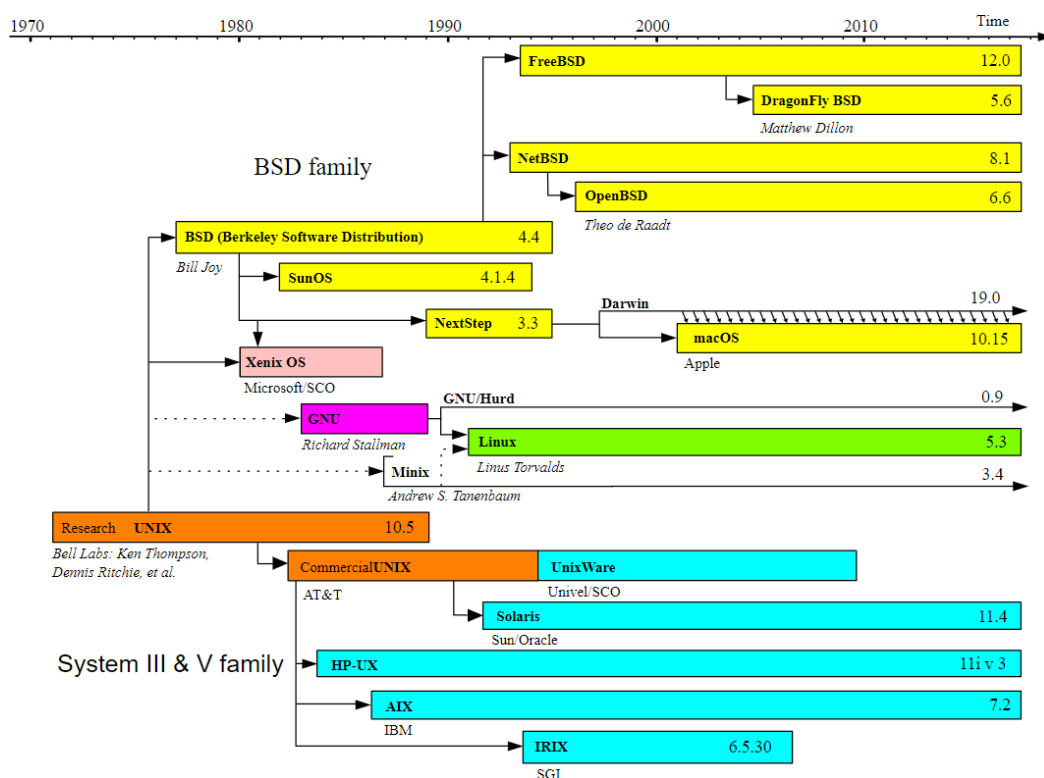 1970 1980 1990 2000 2010 Time
FreeBSD 12.0
DragonFly BSD 5.6
Matthew Dillon
NetBSD 8.1
BSD family
OpenBSD 6.6
Theo de Raadt
BSD (Berkeley Software Distribution) 4.4
Bill Joy
SunOS 4.1.4
Darwin 19.0
NextStep 3.3
macOS 10.15
Apple
Xenix OS
Microsoft/SCO
GNU/Hurd 0.9
GNU
Richard Stallman
Linux 5.3
Linus Torvalds
Minix 3.4
Andrew S. Tanenbaum
Research UNIX 10.5
Bell Labs: Ken Thompson,
Dennis Ritchie, et al.
CommercialUNIX UnixWare
AT&T Univel/SCO
Solaris 11.4
Sun/Oracle
System III & V family
HP-UX 11i v 3
AIX 7.2
IBM
IRIX 6.5.30
SGI